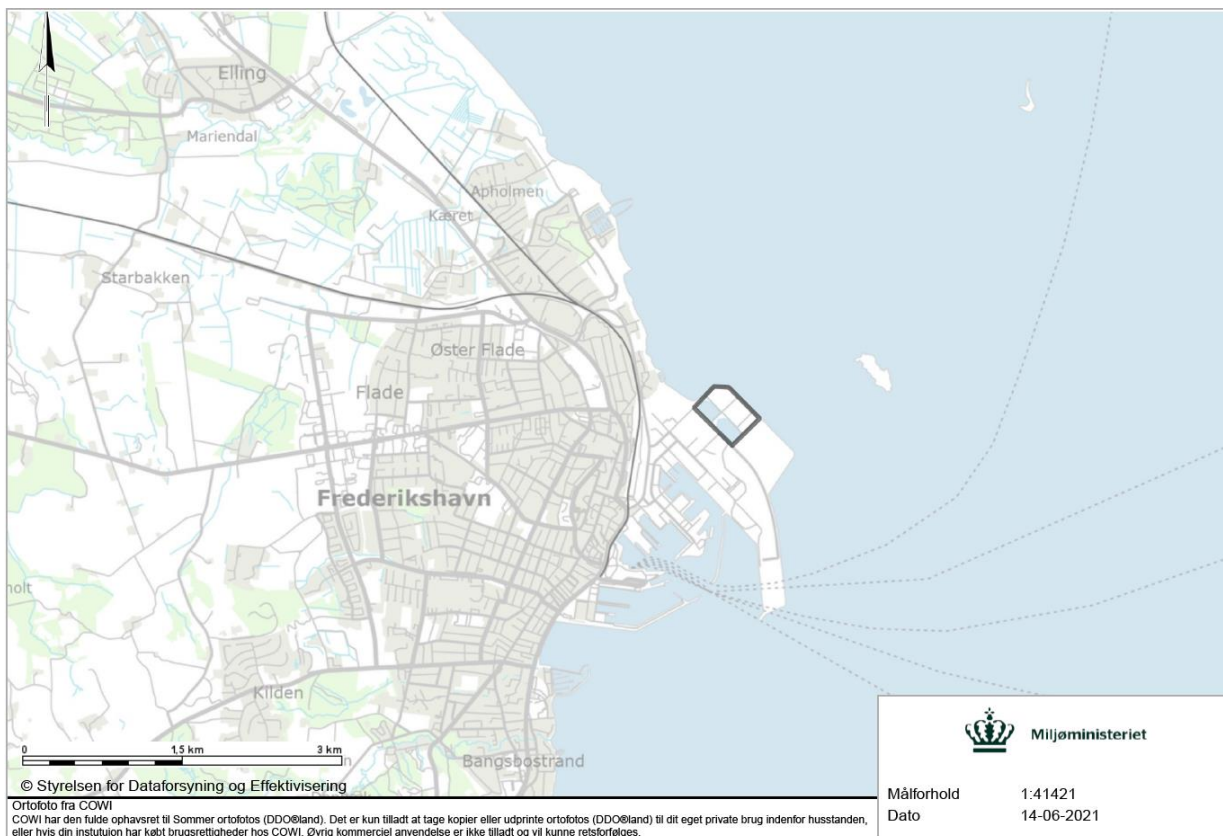 Elling
Mariendal
Apholmen
Kæret
Starbakken
Øster Flade
Flade
Frederikshavn
Kilden
Bangsbostrand
0 1,5 km 3 km
© Styrelsen for Dataforsyning og Effektivisering
Miljøministeriet
Målforhold 1:41421
Dato 14-06-2021
Ortofoto fra COWI
COWI har den fulde ophavsret til Sommer ortofotos (DDO®land). Det er kun tilladt at tage kopier eller udprinte ortofotos (DDO®land) til dit eget private brug indenfor husstanden,
eller hvis din instutuion har købt brugsrettigheder hos COWI. Øvrig kommerciel anvendelse er ikke tilladt og vil kunne retsforfølges.